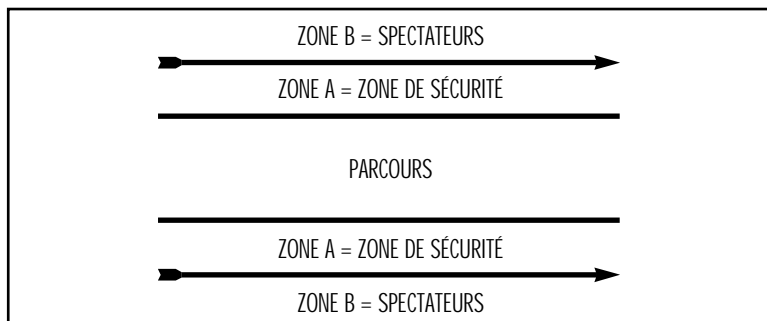 ZONE B = SPECTATEURS
ZONE A = ZONE DE SÉCURITÉ
PARCOURS
ZONE A = ZONE DE SÉCURITÉ
ZONE B = SPECTATEURS